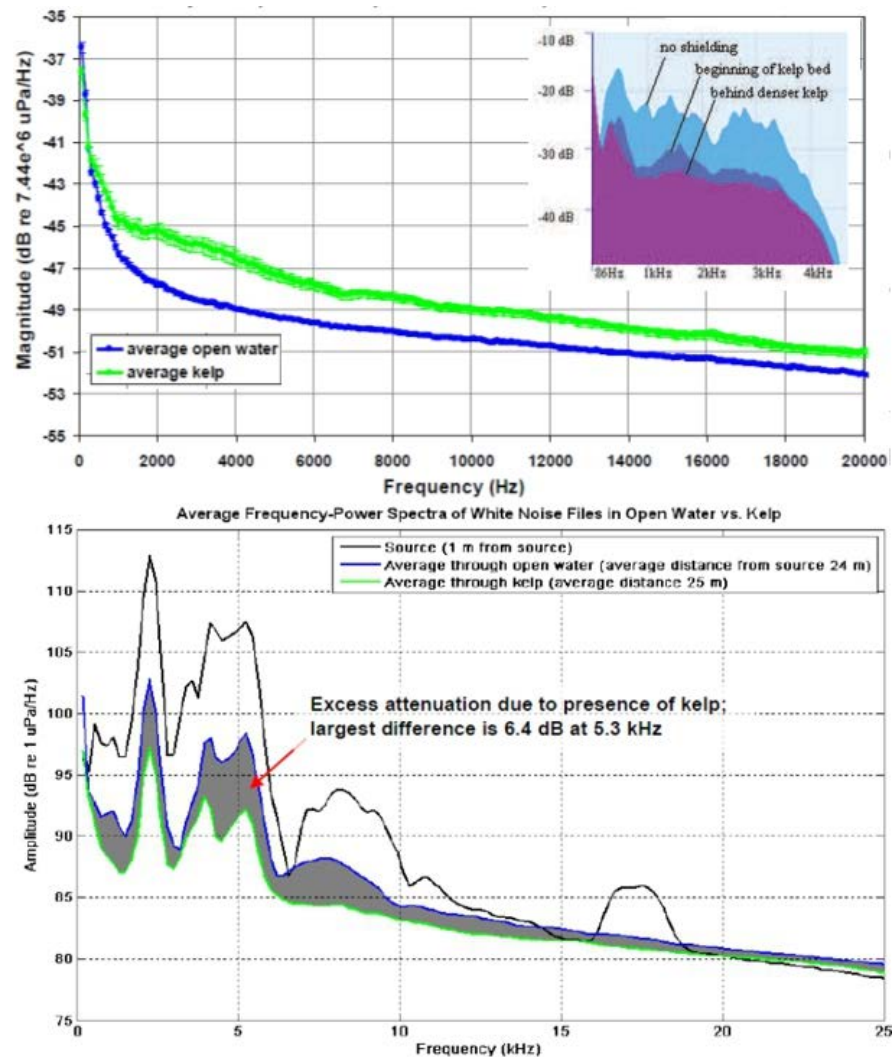 -35
-37
-39
-41
-43
-45
-47
-49
-51
-53
-55
Magnitude (dB re 7.44e^6 uPa/Hz)
average open water
average kelp
0 2000 4000 6000 8000 10000 12000 14000 16000 18000 20000
Frequency (Hz)
-10 dB
-20 dB
-30 dB
-40 dB
no shielding
beginning of kelp bed
behind denser kelp
86Hz 1kHz 2kHz 3kHz 4kHz
Average Frequency-Power Spectra of White Noise Files in Open Water vs. Kelp
115
110
105
100
95
90
85
80
75
Amplitude (dB re 1 uPa/Hz)
Source (1 m from source)
Average through open water (average distance from source 24 m)
Average through kelp (average distance 25 m)
Excess attenuation due to presence of kelp;
largest difference is 6.4 dB at 5.3 kHz
0 5 10 15 20 25
Frequency (kHz)